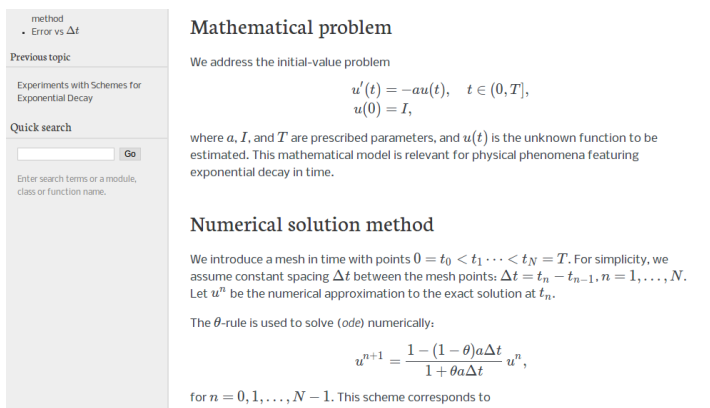 method
• Error vs Δt
Previous topic
Experiments with Schemes for
Exponential Decay
Quick search
Go
Enter search terms or a module,
class or function name.
Mathematical problem
We address the initial-value problem
u′(t) = −au(t), t ∈ (0, T],
u(0) = I,
where a, I, and T are prescribed parameters, and u(t) is the unknown function to be
estimated. This mathematical model is relevant for physical phenomena featuring
exponential decay in time.
Numerical solution method
We introduce a mesh in time with points 0 = t₀ < t₁ ⋯ < t_N = T. For simplicity, we
assume constant spacing Δt between the mesh points: Δt = tₙ − tₙ₋₁, n = 1, …, N.
Let uⁿ be the numerical approximation to the exact solution at tₙ.
The θ-rule is used to solve (ode) numerically:
uⁿ⁺¹ = (1 − (1 − θ)aΔt) / (1 + θaΔt) uⁿ,
for n = 0, 1, …, N − 1. This scheme corresponds to